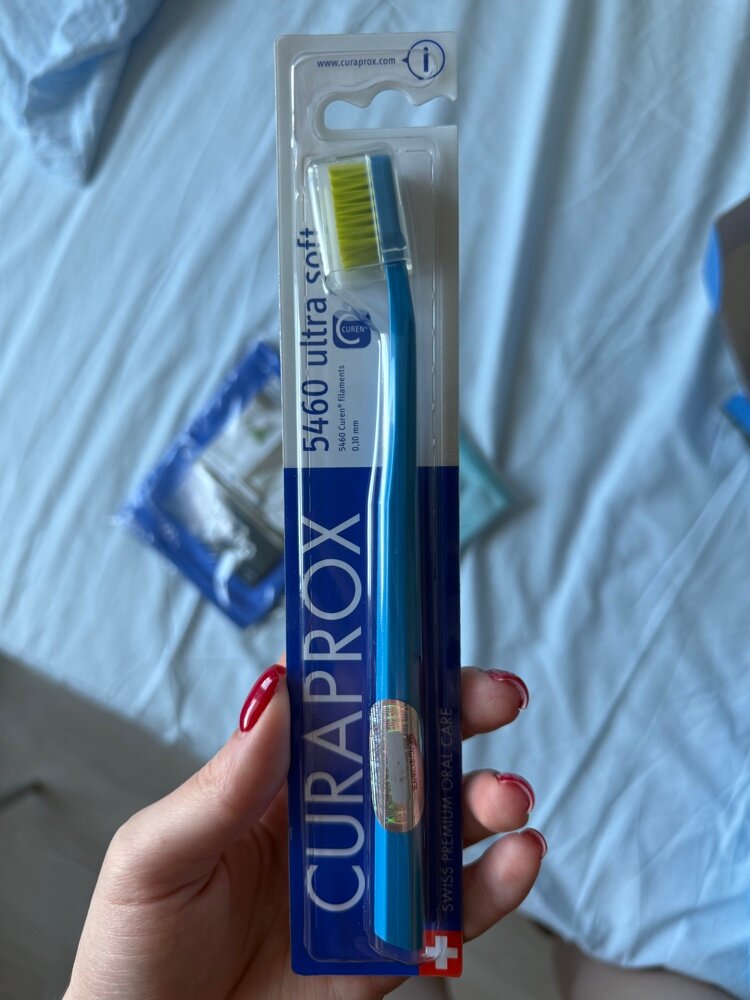 www.curaprox.com
i
5460 ultra soft
CUREN®
5460 Curen® filaments
0.10 mm
CURAPROX
SWISS PREMIUM ORAL CARE